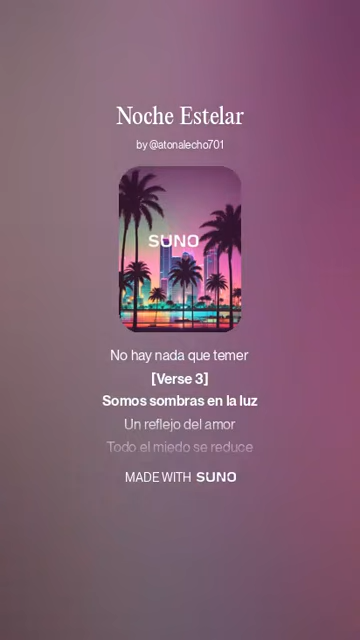 Noche Estelar
by @atonalecho701
SUNO
No hay nada que temer
[Verse 3]
Somos sombras en la luz
Un reflejo del amor
Todo el miedo se reduce
MADE WITH SUNO